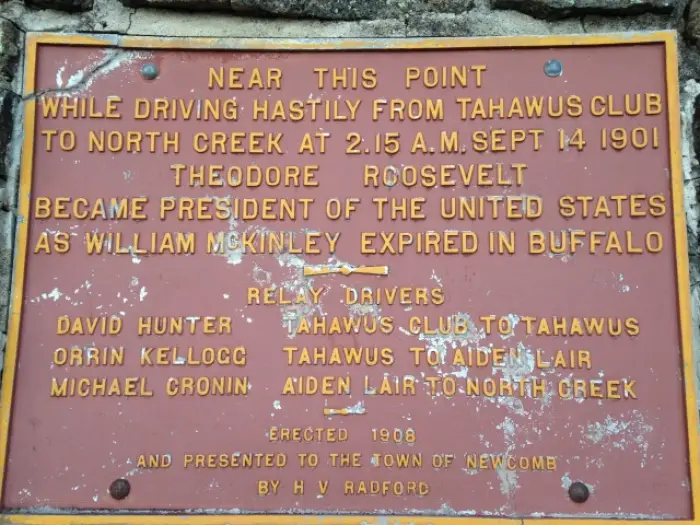 NEAR THIS POINT
WHILE DRIVING HASTILY FROM TAHAWUS CLUB
TO NORTH CREEK AT 2.15 A.M. SEPT 14 1901
THEODORE ROOSEVELT
BECAME PRESIDENT OF THE UNITED STATES
AS WILLIAM MCKINLEY EXPIRED IN BUFFALO
RELAY DRIVERS
DAVID HUNTER TAHAWUS CLUB TO TAHAWUS
ORRIN KELLOGG TAHAWUS TO AIDEN LAIR
MICHAEL CRONIN AIDEN LAIR TO NORTH CREEK
ERECTED 1908
AND PRESENTED TO THE TOWN OF NEWCOMB
BY H V RADFORD